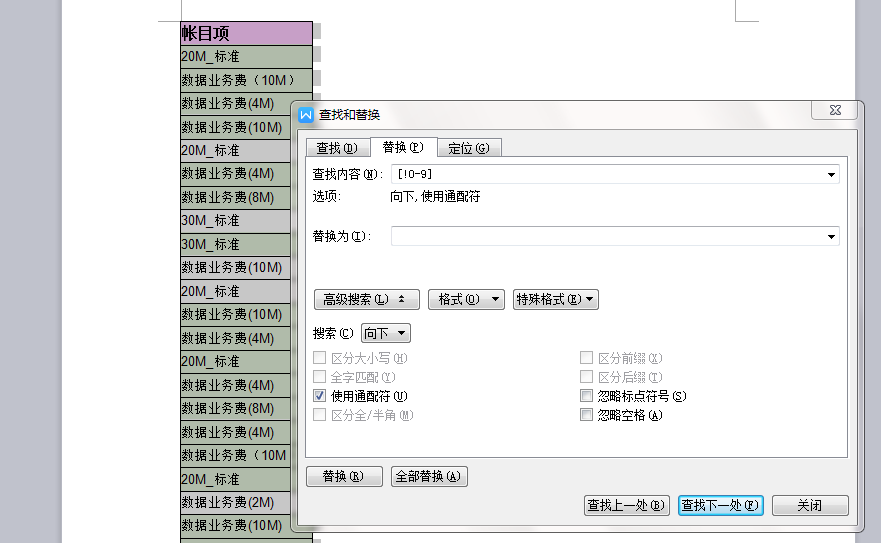 帐目项
20M_标准
数据业务费（10M）
数据业务费(4M)
数据业务费(10M)
20M_标准
数据业务费(4M)
数据业务费(8M)
30M_标准
30M_标准
数据业务费(10M)
20M_标准
数据业务费(10M)
数据业务费(4M)
20M_标准
数据业务费(4M)
数据业务费(8M)
数据业务费(4M)
数据业务费（10M
20M_标准
数据业务费(2M)
数据业务费(10M)
查找和替换
查找(D) 替换(P) 定位(G)
查找内容(N): [!0-9]
选项: 向下,使用通配符
替换为(I):
高级搜索(L) 格式(O) 特殊格式(E)
搜索(C) 向下
区分大小写(H) 区分前缀(X)
全字匹配(Y) 区分后缀(T)
使用通配符(U) 忽略标点符号(S)
区分全/半角(M) 忽略空格(A)
替换(R) 全部替换(A)
查找上一处(B) 查找下一处(F) 关闭